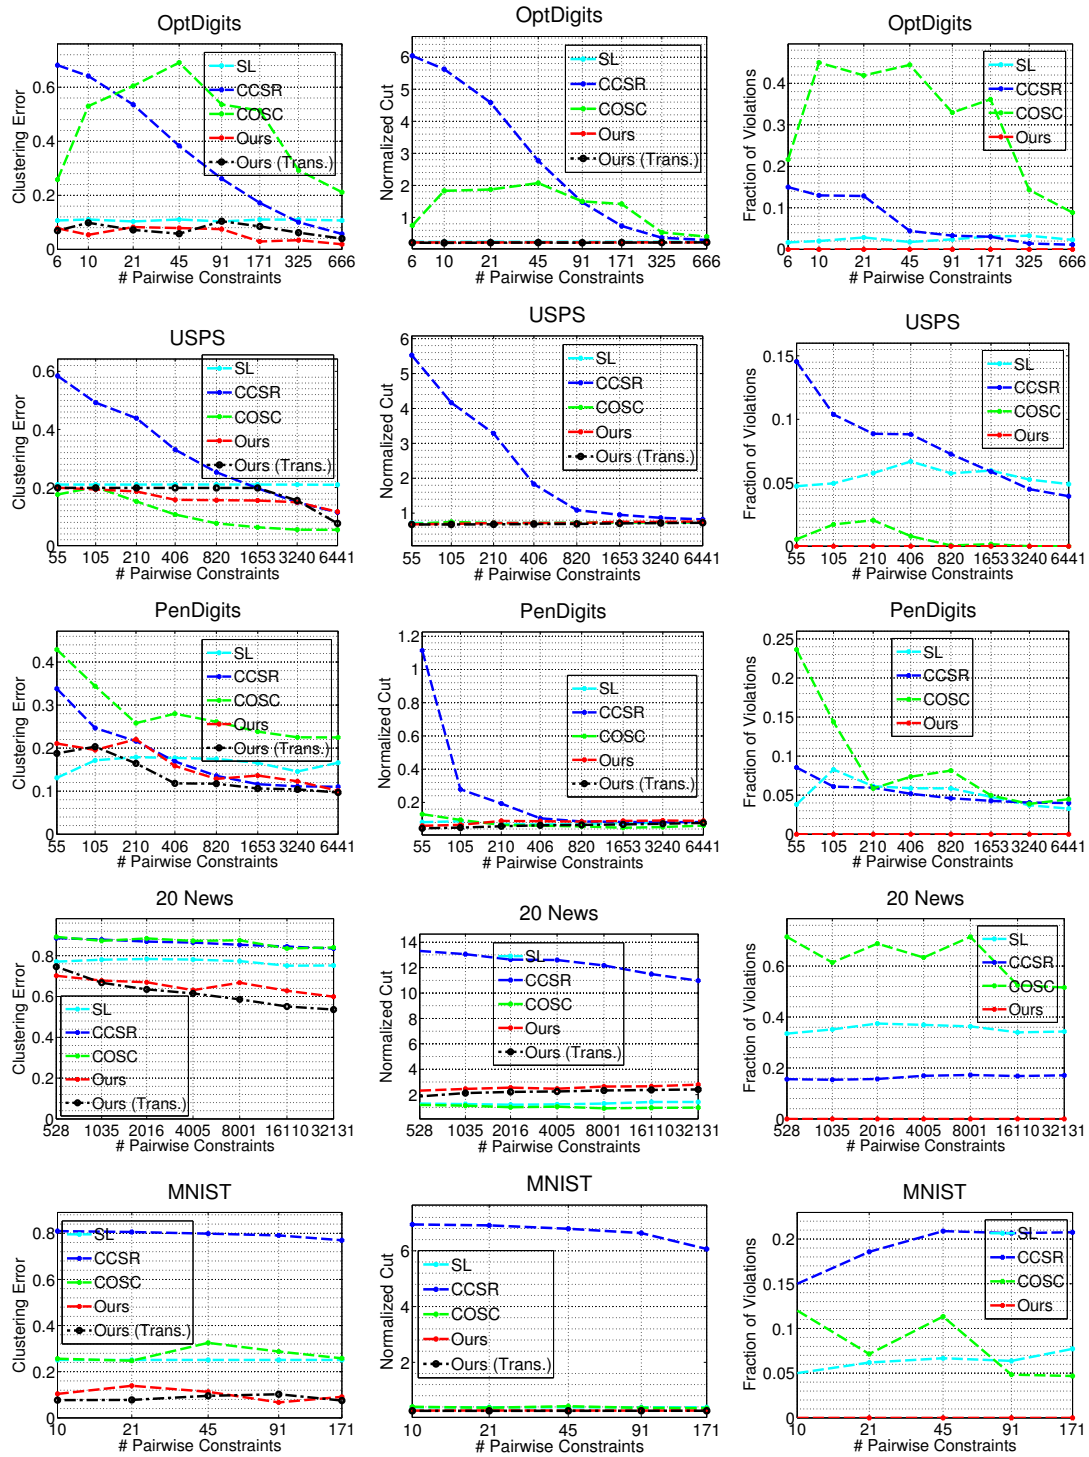 OptDigits
Clustering Error
0.6
0.4
0.2
0
SL
CCSR
COSC
Ours
Ours (Trans.)
6 10 21 45 91 171 325 666
# Pairwise Constraints
OptDigits
Normalized Cut
6
5
4
3
2
1
SL
CCSR
COSC
Ours
Ours (Trans.)
6 10 21 45 91 171 325 666
# Pairwise Constraints
OptDigits
Fraction of Violations
0.4
0.3
0.2
0.1
0
SL
CCSR
COSC
Ours
6 10 21 45 91 171 325 666
# Pairwise Constraints
USPS
Clustering Error
0.6
0.4
0.2
0
SL
CCSR
COSC
Ours
Ours (Trans.)
55 105 210 406 820 1653 3240 6441
# Pairwise Constraints
USPS
Normalized Cut
6
5
4
3
2
1
SL
CCSR
COSC
Ours
Ours (Trans.)
55 105 210 406 820 1653 3240 6441
# Pairwise Constraints
USPS
Fraction of Violations
0.15
0.1
0.05
0
SL
CCSR
COSC
Ours
55 105 210 406 820 1653 3240 6441
# Pairwise Constraints
PenDigits
Clustering Error
0.4
0.3
0.2
0.1
0
SL
CCSR
COSC
Ours
Ours (Trans.)
55 105 210 406 820 1653 3240 6441
# Pairwise Constraints
PenDigits
Normalized Cut
1.2
1
0.8
0.6
0.4
0.2
SL
CCSR
COSC
Ours
Ours (Trans.)
55 105 210 406 820 1653 3240 6441
# Pairwise Constraints
PenDigits
Fraction of Violations
0.25
0.2
0.15
0.1
0.05
0
SL
CCSR
COSC
Ours
55 105 210 406 820 1653 3240 6441
# Pairwise Constraints
20 News
Clustering Error
0.8
0.6
0.4
0.2
0
SL
CCSR
COSC
Ours
Ours (Trans.)
528 1035 2016 4005 8001 16110 32131
# Pairwise Constraints
20 News
Normalized Cut
14
12
10
8
6
4
2
SL
CCSR
COSC
Ours
Ours (Trans.)
528 1035 2016 4005 8001 16110 32131
# Pairwise Constraints
20 News
Fraction of Violations
0.6
0.4
0.2
0
SL
CCSR
COSC
Ours
528 1035 2016 4005 8001 16110 32131
# Pairwise Constraints
MNIST
Clustering Error
0.8
0.6
0.4
0.2
0
SL
CCSR
COSC
Ours
Ours (Trans.)
10 21 45 91 171
# Pairwise Constraints
MNIST
Normalized Cut
6
4
2
SL
CCSR
COSC
Ours
Ours (Trans.)
10 21 45 91 171
# Pairwise Constraints
MNIST
Fraction of Violations
0.2
0.15
0.1
0.05
0
SL
CCSR
COSC
Ours
10 21 45 91 171
# Pairwise Constraints